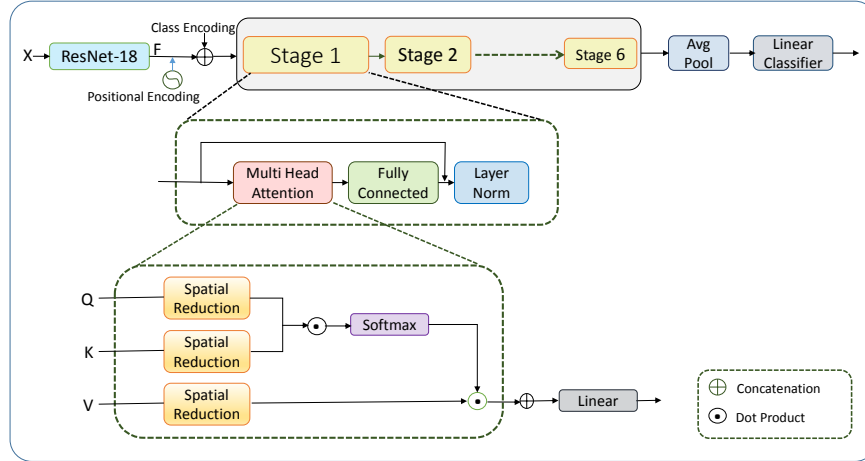 Class Encoding
X
ResNet-18
F
Positional Encoding
Stage 1
Stage 2
Stage 6
Avg
Pool
Linear
Classifier
Multi Head
Attention
Fully
Connected
Layer
Norm
Q
Spatial
Reduction
Softmax
K
Spatial
Reduction
V
Spatial
Reduction
Linear
Concatenation
Dot Product